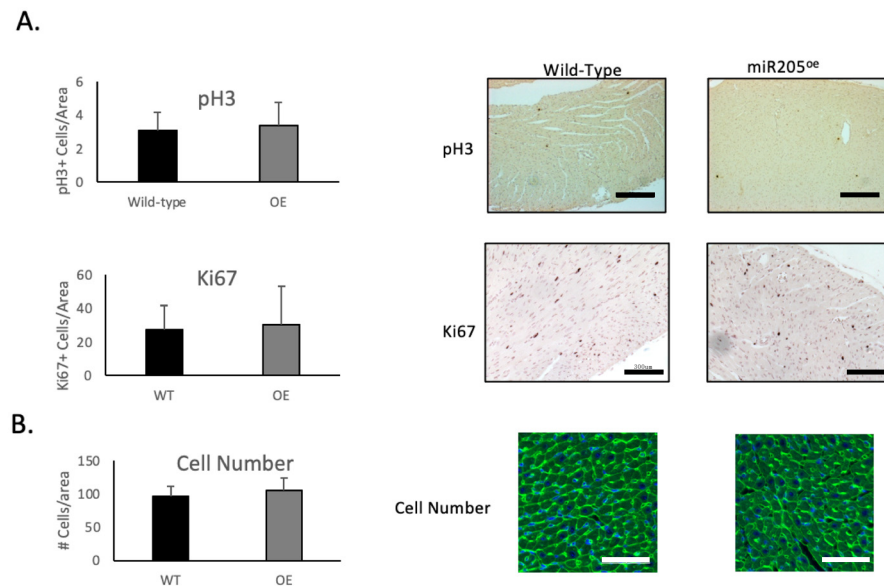 A.
pH3
pH3+ Cells/Area
6
4
2
0
Wild-type
OE
Wild-Type
miR205oe
pH3
Ki67
Ki67+ Cells/Area
60
40
20
0
WT
OE
Ki67
300um
B.
Cell Number
# Cells/area
150
100
50
0
WT
OE
Cell Number